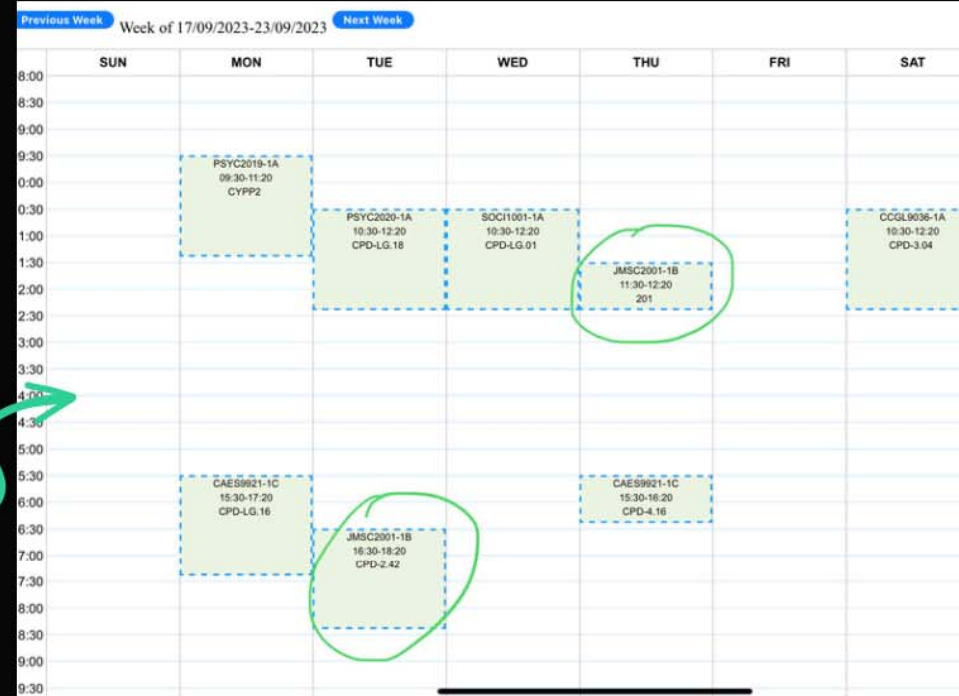 Previous Week Week of 17/09/2023-23/09/2023 Next Week
SUN MON TUE WED THU FRI SAT
8:00
8:30
9:00
9:30
0:00
0:30
1:00
1:30
2:00
2:30
3:00
3:30
4:00
4:30
5:00
5:30
6:00
6:30
7:00
7:30
8:00
8:30
9:00
9:30
PSYC2019-1A
09:30-11:20
CYPP2
CAES9921-1C
15:30-17:20
CPD-LG.16
PSYC2020-1A
10:30-12:20
CPD-LG.18
JMSC2001-1B
16:30-18:20
CPD-2.42
SOCI1001-1A
10:30-12:20
CPD-LG.01
JMSC2001-1B
11:30-12:20
201
CAES9921-1C
15:30-16:20
CPD-4.16
CCGL9036-1A
10:30-12:20
CPD-3.04